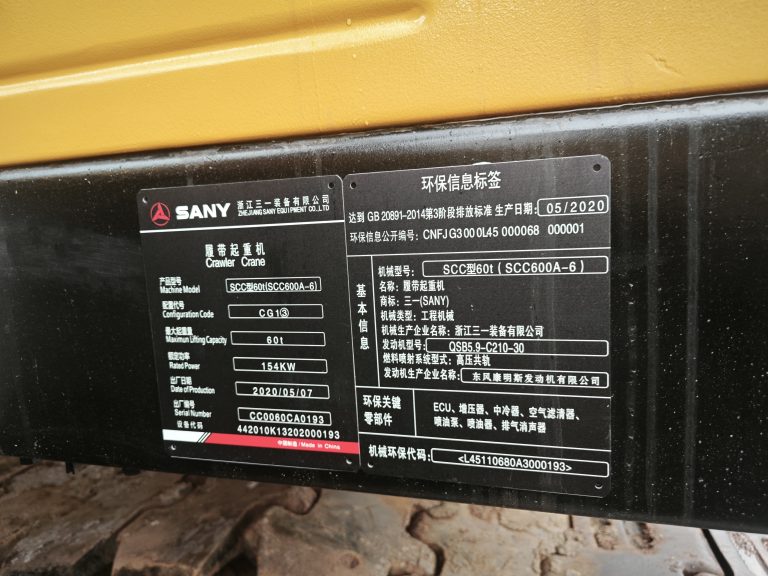 SANY 浙江三一装备有限公司
ZHEJIANG SANY EQUIPMENT CO.,LTD
履带起重机
Crawler Crane
产品型号
Machine Model
SCC型60t(SCC600A-6)
配置代号
Configuration Code
CG1③
最大起重量
Maximun Lifting Capacity
60t
额定功率
Rated Power
154KW
出厂日期
Date of Production
2020/05/07
出厂编号
Serial Number
CC0060CA0193
设备代码
442010K13202000193
中国制造/Made in China
环保信息标签
达到 GB 20891-2014第3阶段排放标准 生产日期: 05/2020
环保信息公开编号: CNFJ G3 00 0L45 000068 000001
基本信息
机械型号: SCC型60t ( SCC600A-6 )
名称: 履带起重机
商标: 三一(SANY)
机械类型: 工程机械
机械生产企业名称: 浙江三一装备有限公司
发动机型号: QSB5.9-C210-30
燃料喷射系统型式: 高压共轨
发动机生产企业名称: 东风康明斯发动机有限公司
环保关键
零部件
ECU、增压器、中冷器、空气滤清器、
喷油泵、喷油器、排气消声器
机械环保代码: <L45110680A3000193>